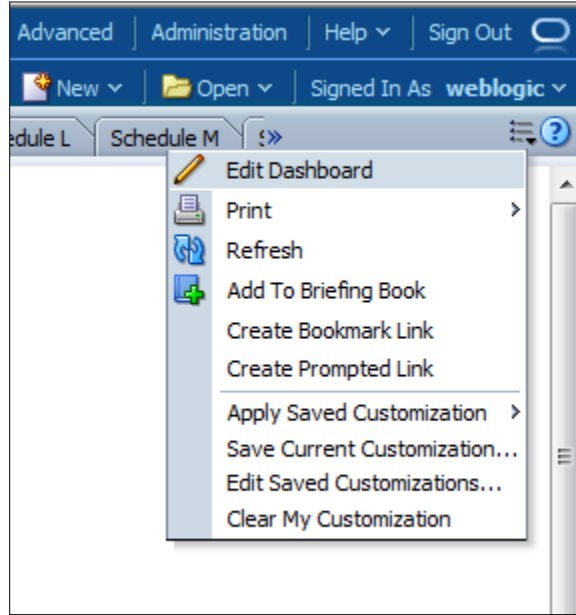 Advanced Administration Help Sign Out
New Open Signed In As weblogic
edule L Schedule M »
Edit Dashboard
Print
Refresh
Add To Briefing Book
Create Bookmark Link
Create Prompted Link
Apply Saved Customization
Save Current Customization...
Edit Saved Customizations...
Clear My Customization